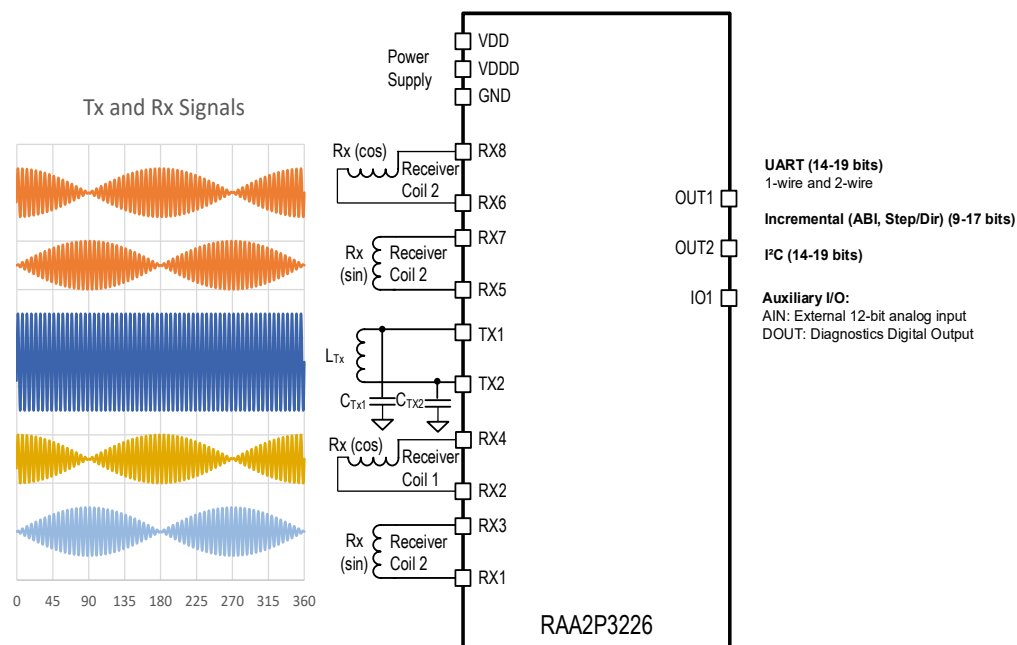 Tx and Rx Signals
0 45 90 135 180 225 270 315 360
Power
Supply
VDD
VDDD
GND
Rx (cos)
Receiver
Coil 2
RX8
RX6
Rx
(sin)
Receiver
Coil 2
RX7
RX5
LTx
CTx1
CTX2
TX1
TX2
Rx (cos)
Receiver
Coil 1
RX4
RX2
Rx
(sin)
Receiver
Coil 2
RX3
RX1
OUT1
OUT2
IO1
RAA2P3226
UART (14-19 bits)
1-wire and 2-wire
Incremental (ABI, Step/Dir) (9-17 bits)
I²C (14-19 bits)
Auxiliary I/O:
AIN: External 12-bit analog input
DOUT: Diagnostics Digital Output